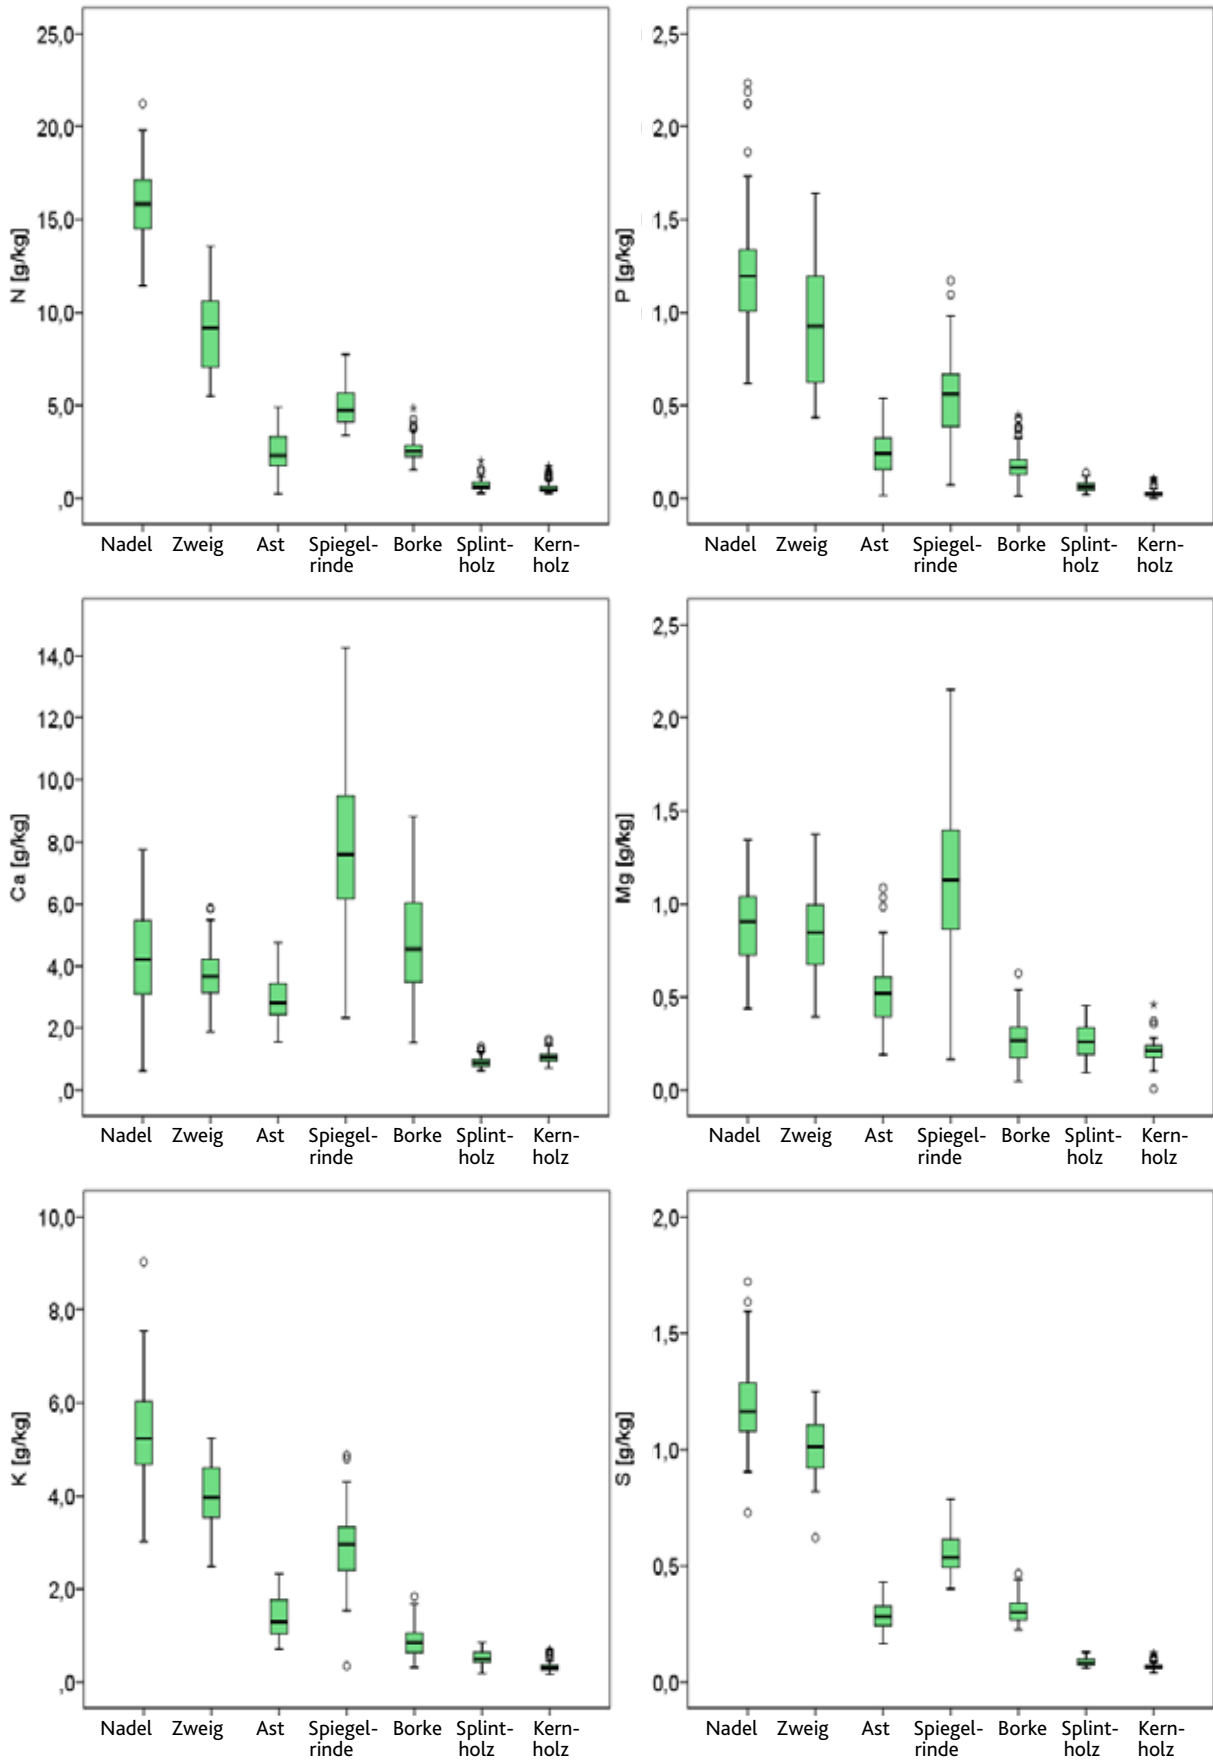 N [g/kg]
25,0
20,0
15,0
10,0
5,0
,0
Nadel Zweig Ast Spiegel- Borke Splint- Kern-
rinde holz holz
P [g/kg]
2,5
2,0
1,5
1,0
0,5
0,0
Nadel Zweig Ast Spiegel- Borke Splint- Kern-
rinde holz holz
Ca [g/kg]
14,0
12,0
10,0
8,0
6,0
4,0
2,0
,0
Nadel Zweig Ast Spiegel- Borke Splint- Kern-
rinde holz holz
Mg [g/kg]
2,5
2,0
1,5
1,0
0,5
0,0
Nadel Zweig Ast Spiegel- Borke Splint- Kern-
rinde holz holz
K [g/kg]
10,0
8,0
6,0
4,0
2,0
,0
Nadel Zweig Ast Spiegel- Borke Splint- Kern-
rinde holz holz
S [g/kg]
2,0
1,5
1,0
0,5
0,0
Nadel Zweig Ast Spiegel- Borke Splint- Kern-
rinde holz holz